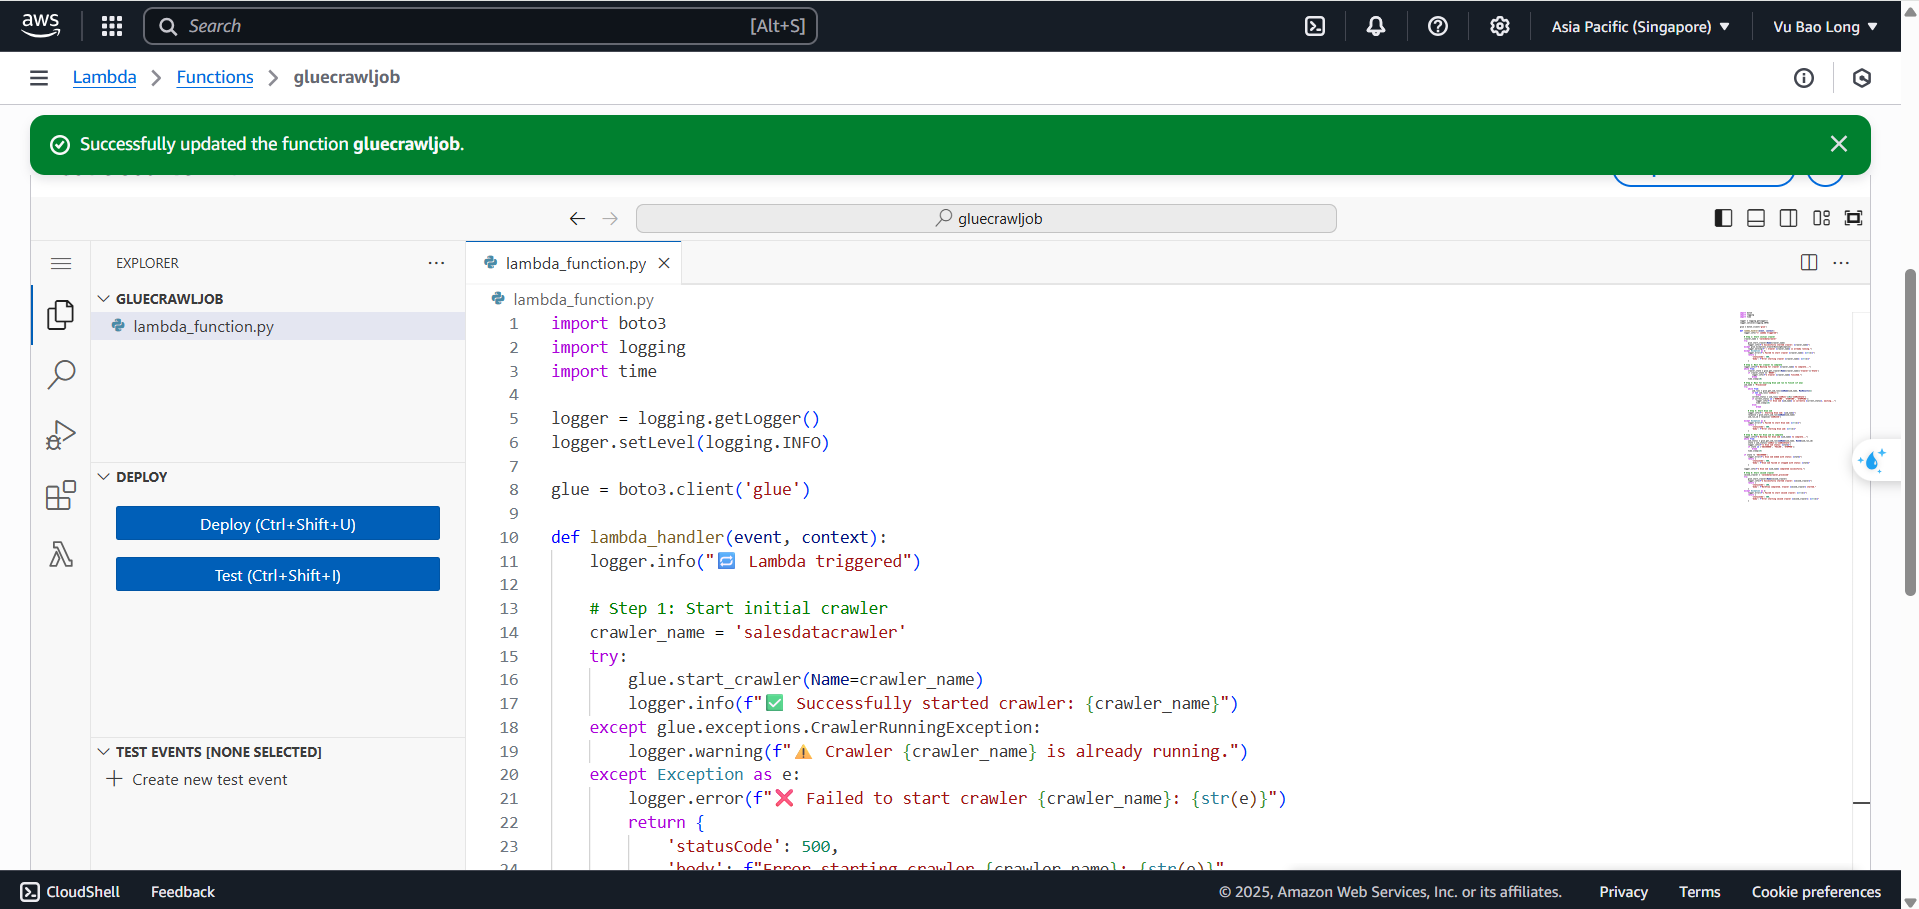 aws
Search [Alt+S]
Asia Pacific (Singapore) ▼
Vu Bao Long ▼
Lambda > Functions > gluecrawljob
Successfully updated the function gluecrawljob.
gluecrawljob
EXPLORER ···
GLUECRAWLJOB
lambda_function.py
DEPLOY
Deploy (Ctrl+Shift+U)
Test (Ctrl+Shift+I)
TEST EVENTS [NONE SELECTED]
+ Create new test event
lambda_function.py ×
lambda_function.py
1 import boto3
2 import logging
3 import time
4
5 logger = logging.getLogger()
6 logger.setLevel(logging.INFO)
7
8 glue = boto3.client('glue')
9
10 def lambda_handler(event, context):
11     logger.info("🔁 Lambda triggered")
12
13     # Step 1: Start initial crawler
14     crawler_name = 'salesdatacrawler'
15     try:
16         glue.start_crawler(Name=crawler_name)
17         logger.info(f"✅ Successfully started crawler: {crawler_name}")
18     except glue.exceptions.CrawlerRunningException:
19         logger.warning(f"⚠️ Crawler {crawler_name} is already running.")
20     except Exception as e:
21         logger.error(f"❌ Failed to start crawler {crawler_name}: {str(e)}")
22         return {
23             'statusCode': 500,
24             'body': f"Error starting crawler {crawler_name}: {str(e)}"
CloudShell Feedback
© 2025, Amazon Web Services, Inc. or its affiliates. Privacy Terms Cookie preferences